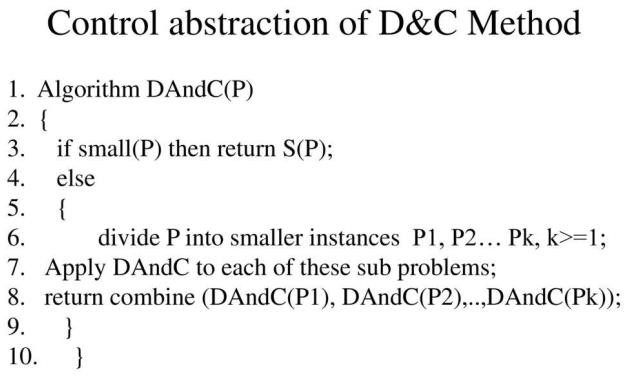 Control abstraction of D&C Method
1. Algorithm DAndC(P)
2. {
3. if small(P) then return S(P);
4. else
5. {
6. divide P into smaller instances P1, P2… Pk, k>=1;
7. Apply DAndC to each of these sub problems;
8. return combine (DAndC(P1), DAndC(P2),..,DAndC(Pk));
9. }
10. }